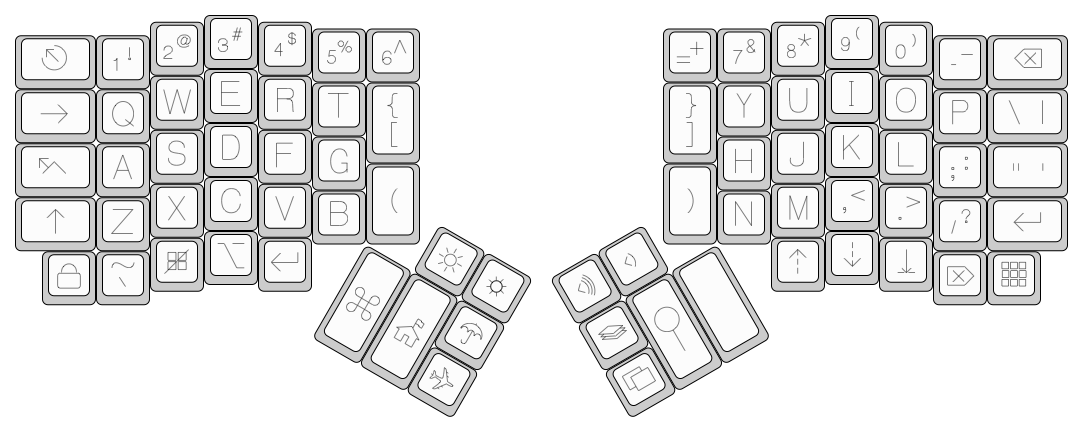 1 ! 2 @ 3 # 4 $ 5 % 6 ^ = + 7 & 8 * 9 ( 0 ) - _
Q W E R T { [ } ] Y U I O P \ |
A S D F G H J K L ; : " '
Z X C V B ( ) N M , < . > / ?
~ `